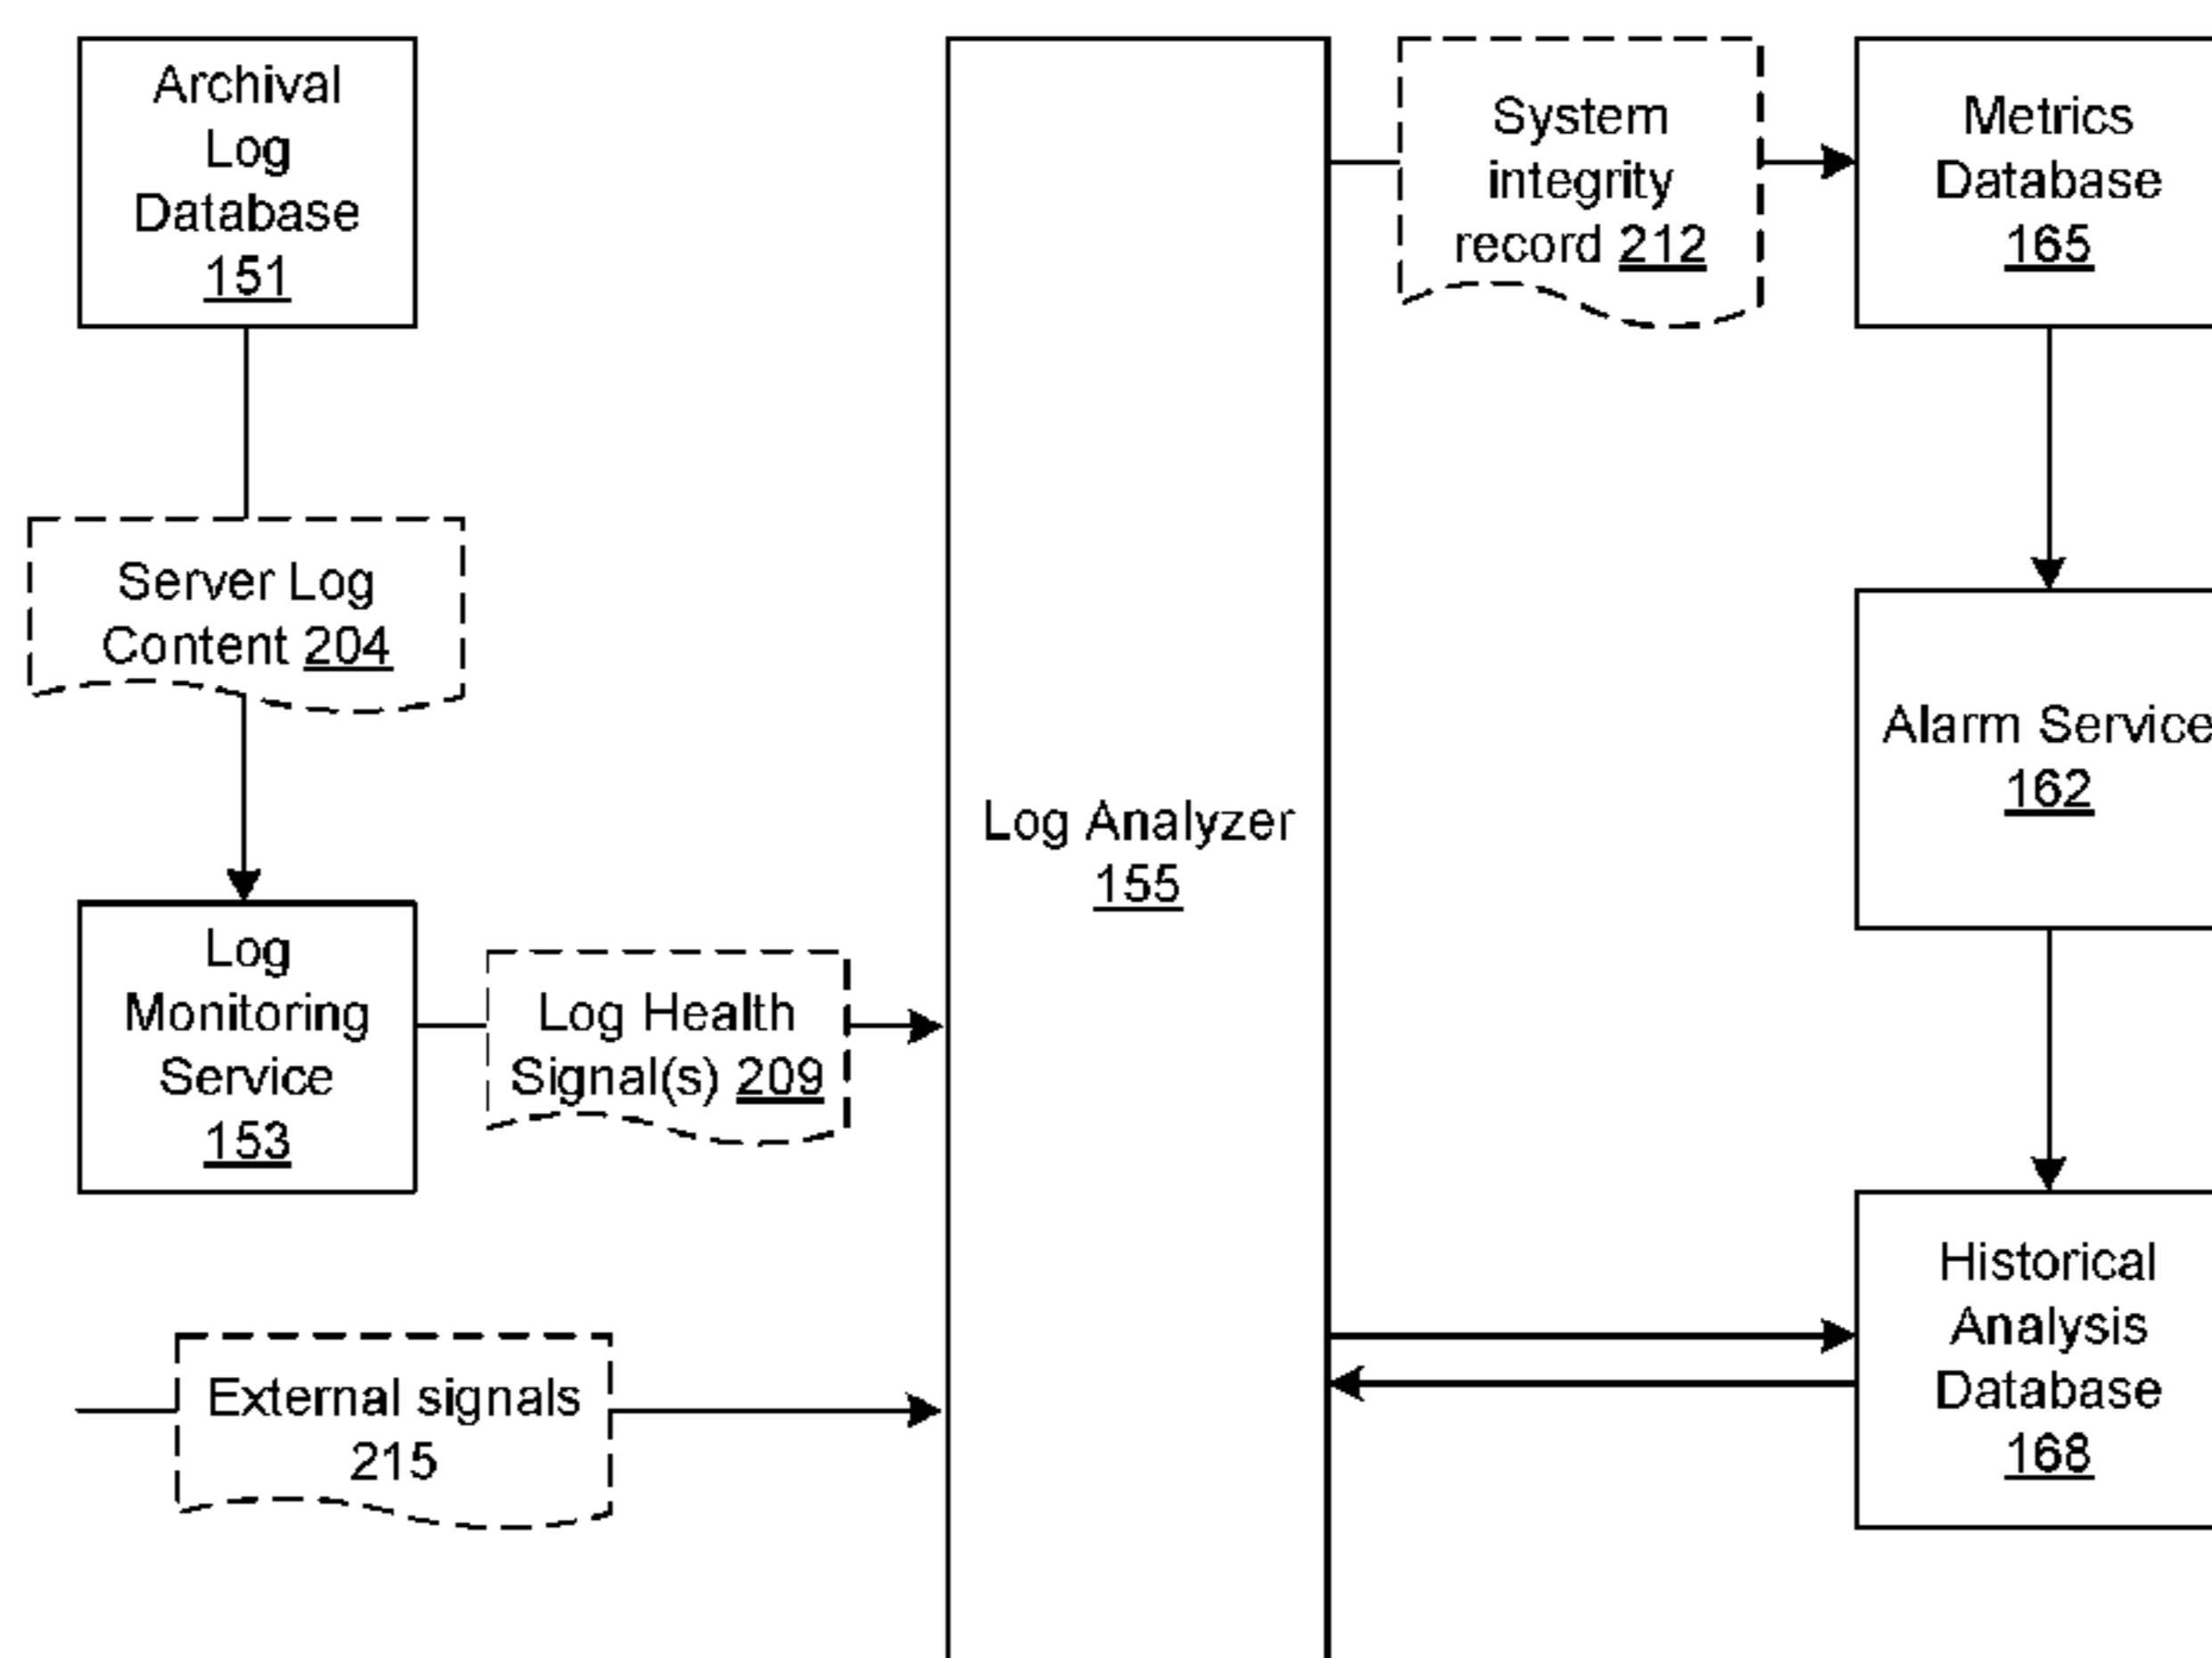 Archival
Log
Database
151
Server Log
Content 204
Log
Monitoring
Service
153
Log Health
Signal(s) 209
External signals
215
Log Analyzer
155
System
integrity
record 212
Metrics
Database
165
Alarm Service
162
Historical
Analysis
Database
168